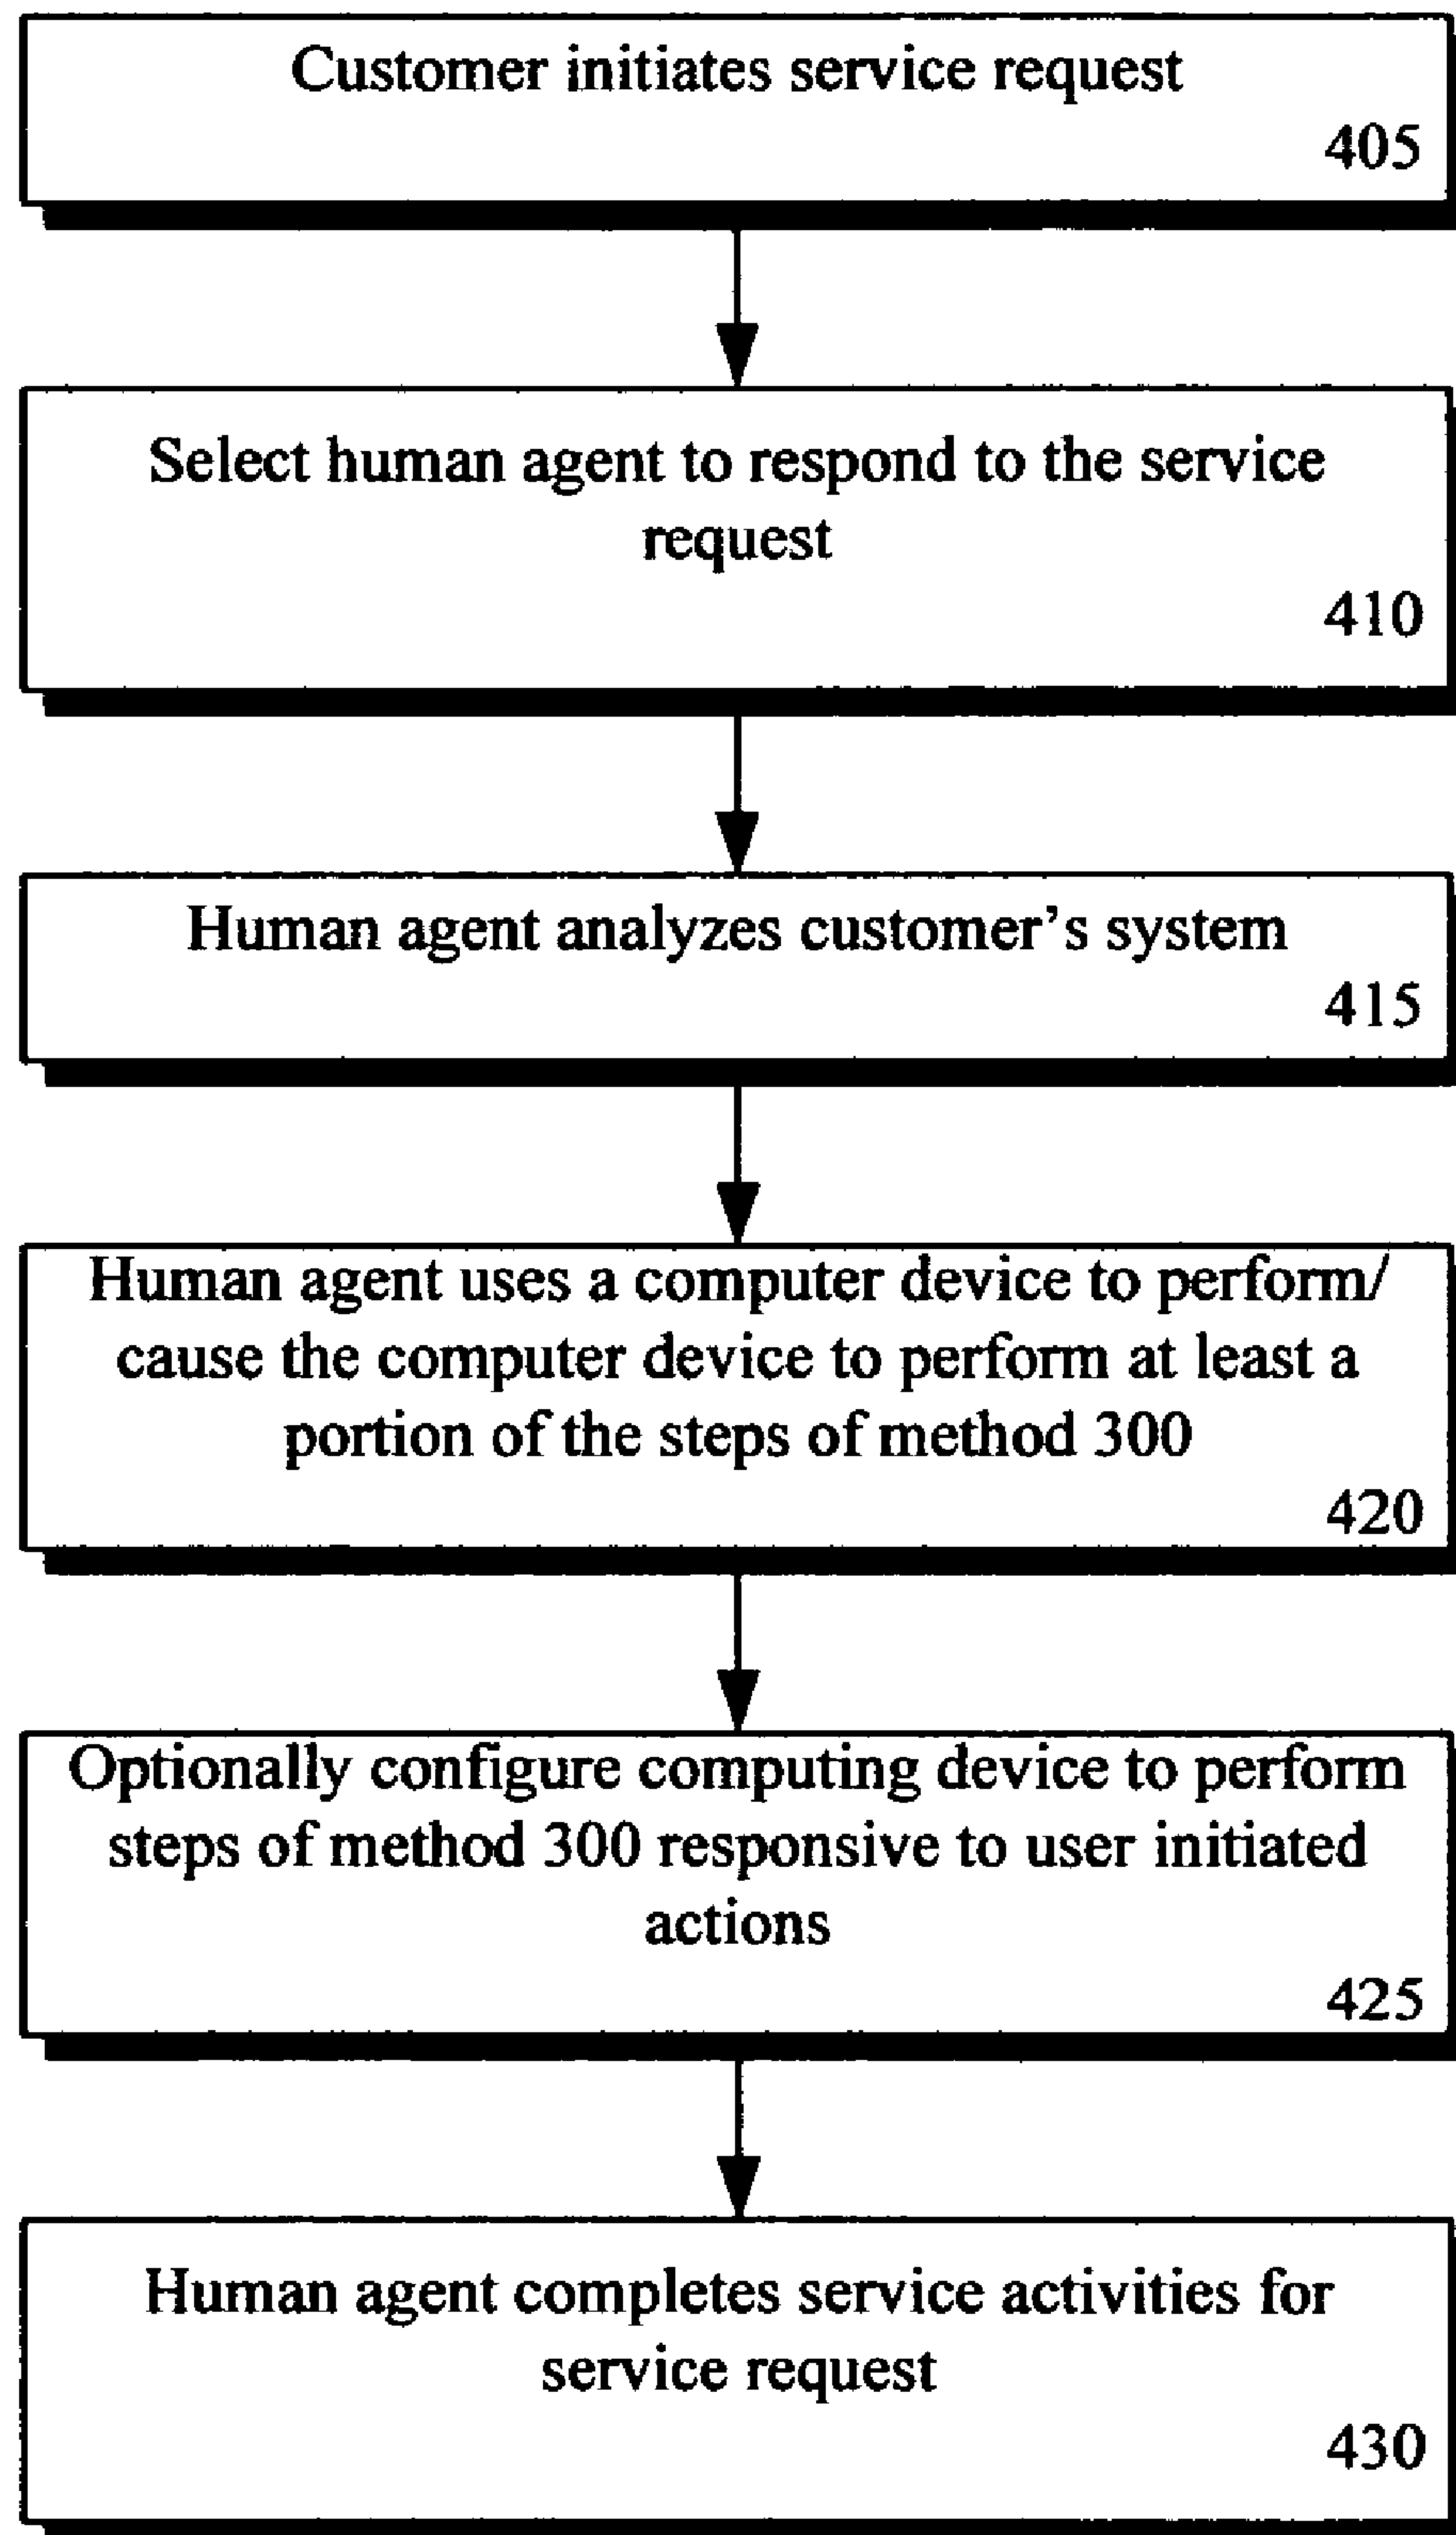 Customer initiates service request
405
Select human agent to respond to the service
request
410
Human agent analyzes customer's system
415
Human agent uses a computer device to perform/
cause the computer device to perform at least a
portion of the steps of method 300
420
Optionally configure computing device to perform
steps of method 300 responsive to user initiated
actions
425
Human agent completes service activities for
service request
430